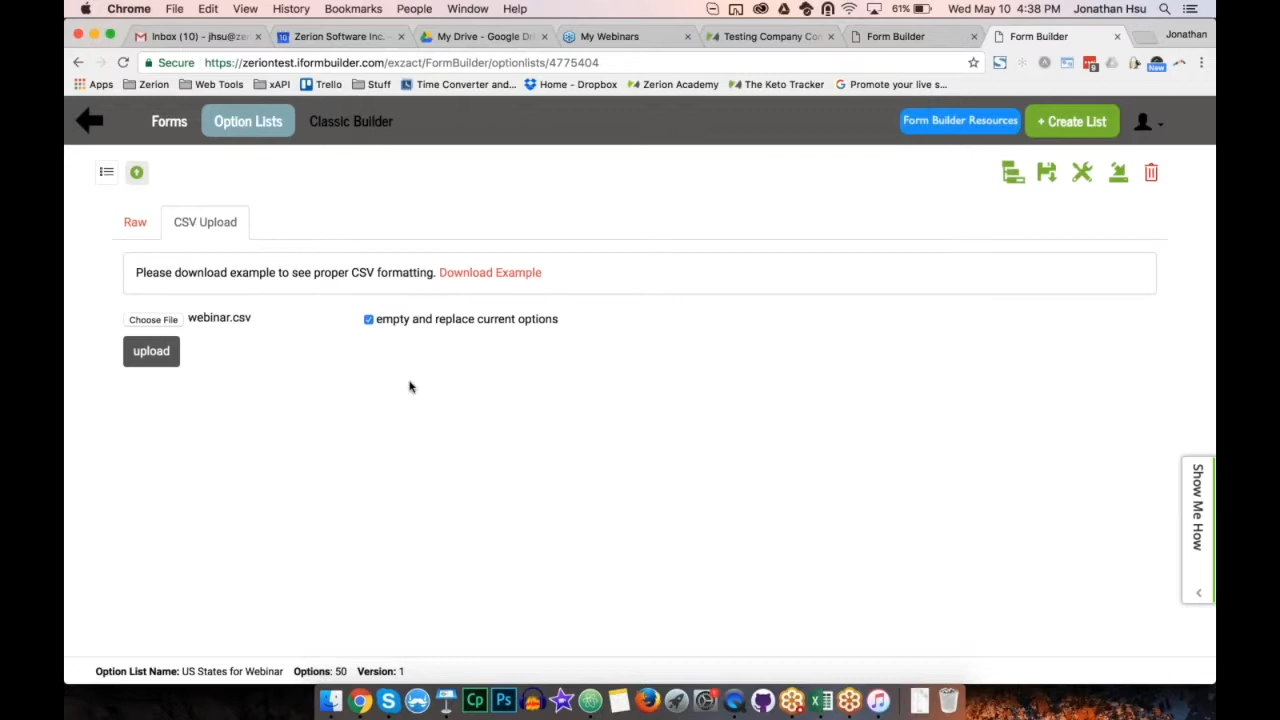 Chrome File Edit View History Bookmarks People Window Help 61% Wed May 10 4:38 PM Jonathan Hsu
Inbox (10) - jhsu@zer Zerion Software Inc. - My Drive - Google Dri My Webinars Testing Company Con Form Builder Form Builder Jonathan
Secure https://zeriontest.iformbuilder.com/exzact/FormBuilder/optionlists/4775404
Apps Zerion Web Tools xAPI Trello Stuff Time Converter and... Home - Dropbox Zerion Academy The Keto Tracker Promote your live s... New
Forms Option Lists Classic Builder Form Builder Resources + Create List
Raw CSV Upload
Please download example to see proper CSV formatting. Download Example
Choose File webinar.csv empty and replace current options
upload
Show Me How
Option List Name: US States for Webinar Options: 50 Version: 1
Cp Ps